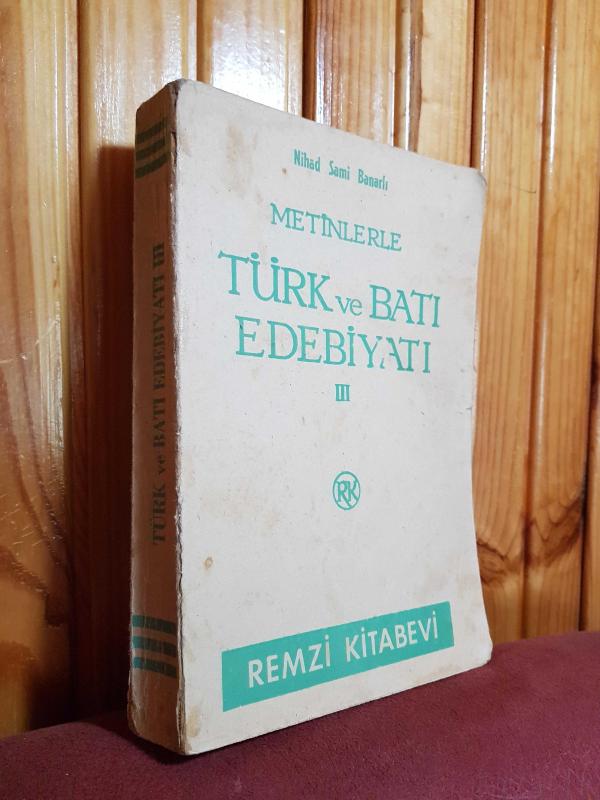 Nihad Sami Banarlı
METİNLERLE
TÜRK ve BATI
EDEBİYATI
III
RK
REMZİ KİTABEVİ
TÜRK ve BATI EDEBİYATI III